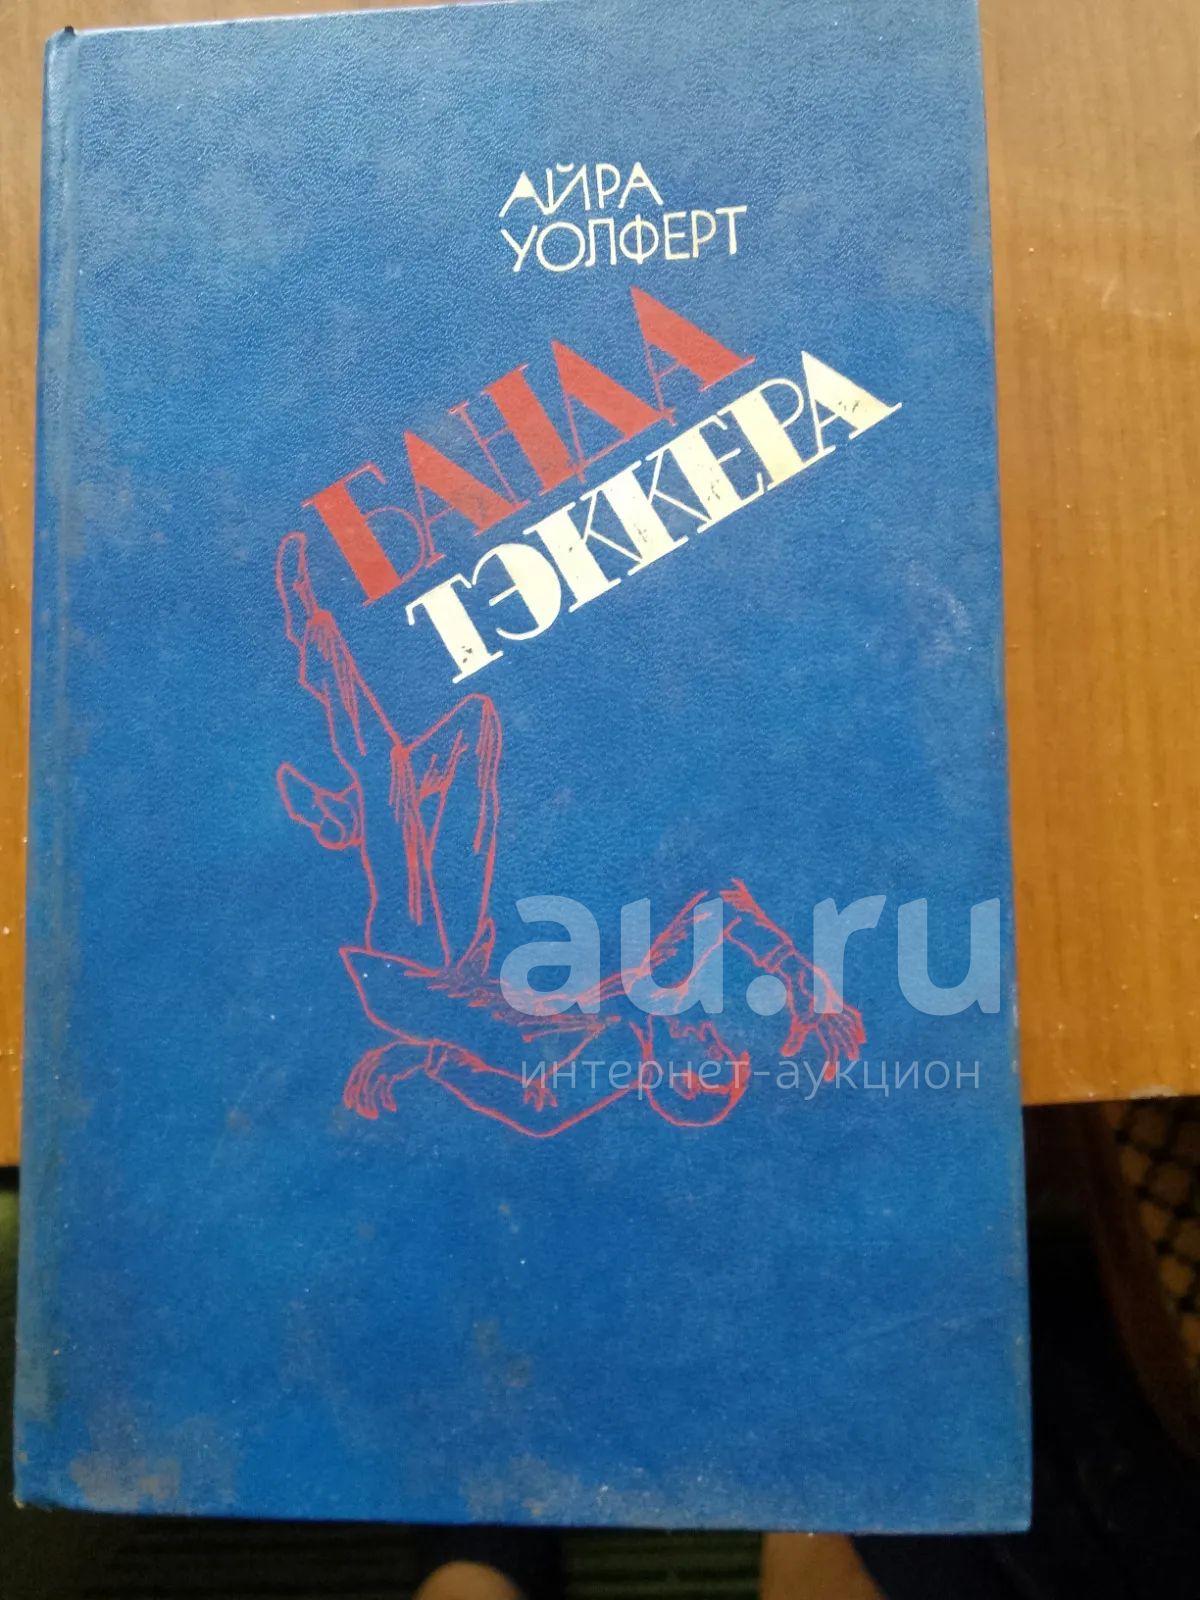 АЙРА
УОЛФЕРТ
БАНДА
ТЭККЕРА
au.ru
интернет-аукцион